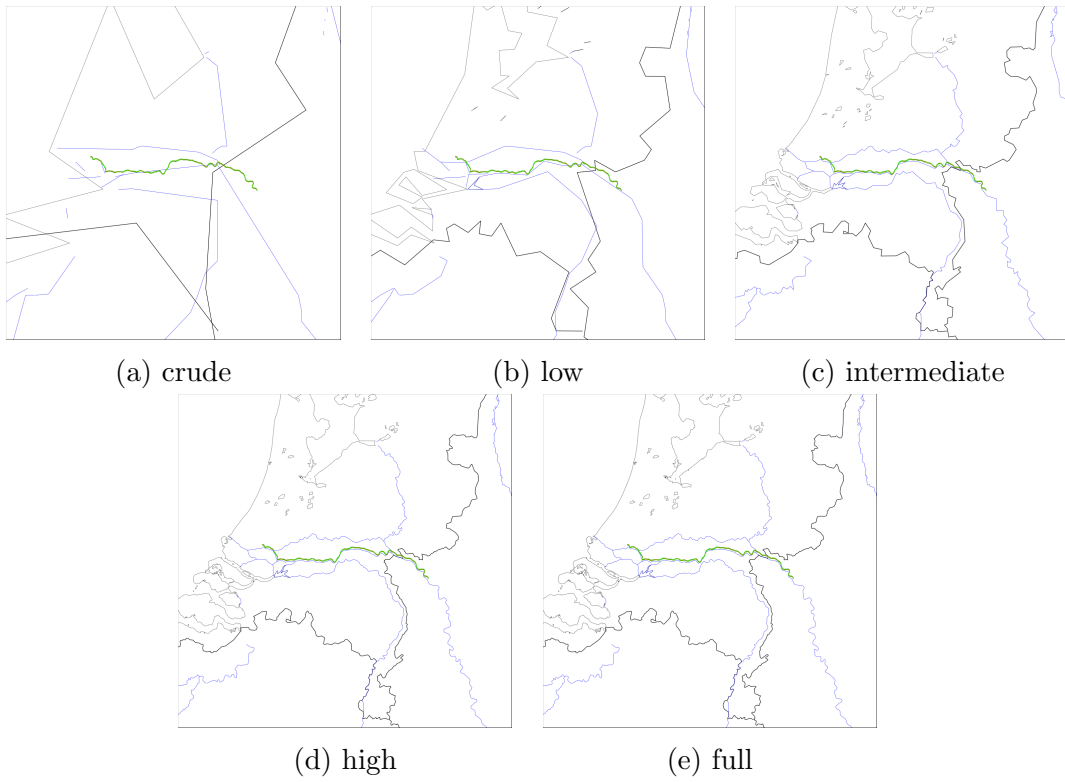 (a) crude
(b) low
(c) intermediate
(d) high
(e) full